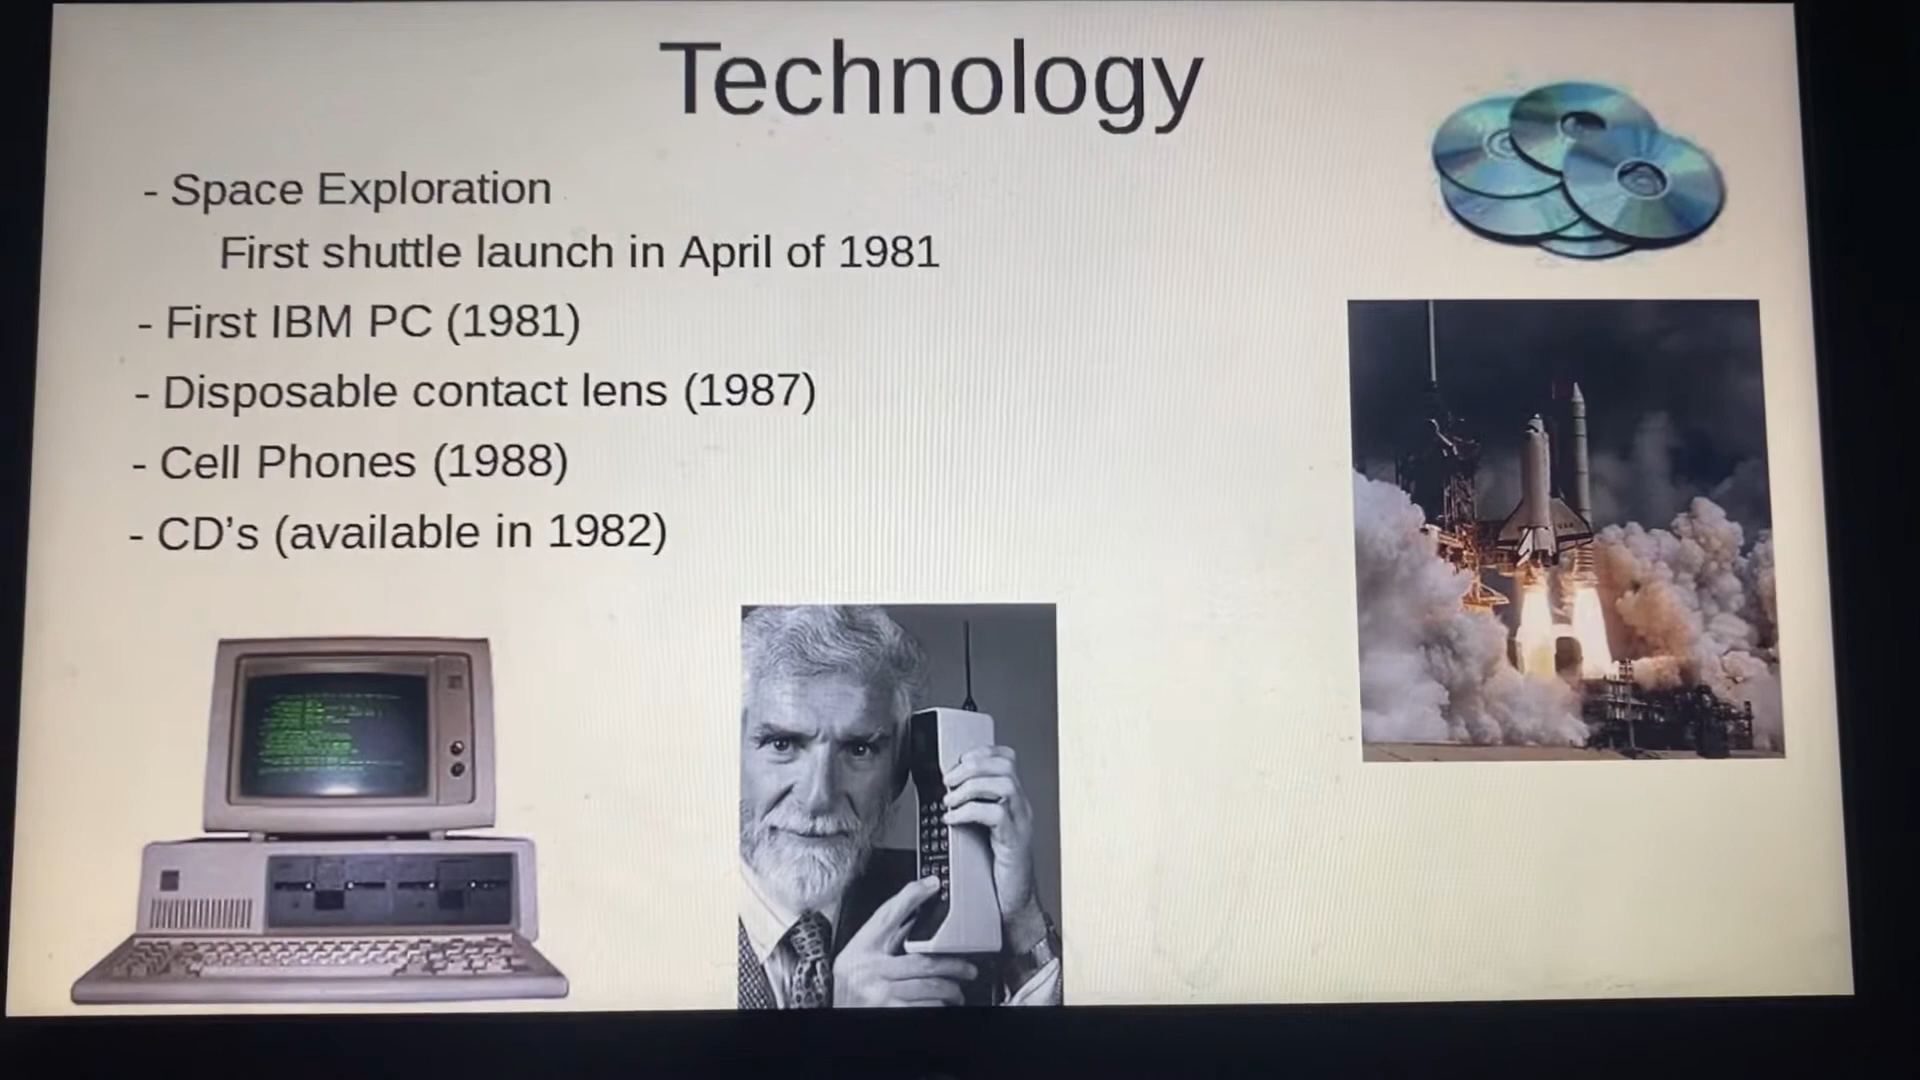 Technology
- Space Exploration
First shuttle launch in April of 1981
- First IBM PC (1981)
- Disposable contact lens (1987)
- Cell Phones (1988)
- CD’s (available in 1982)